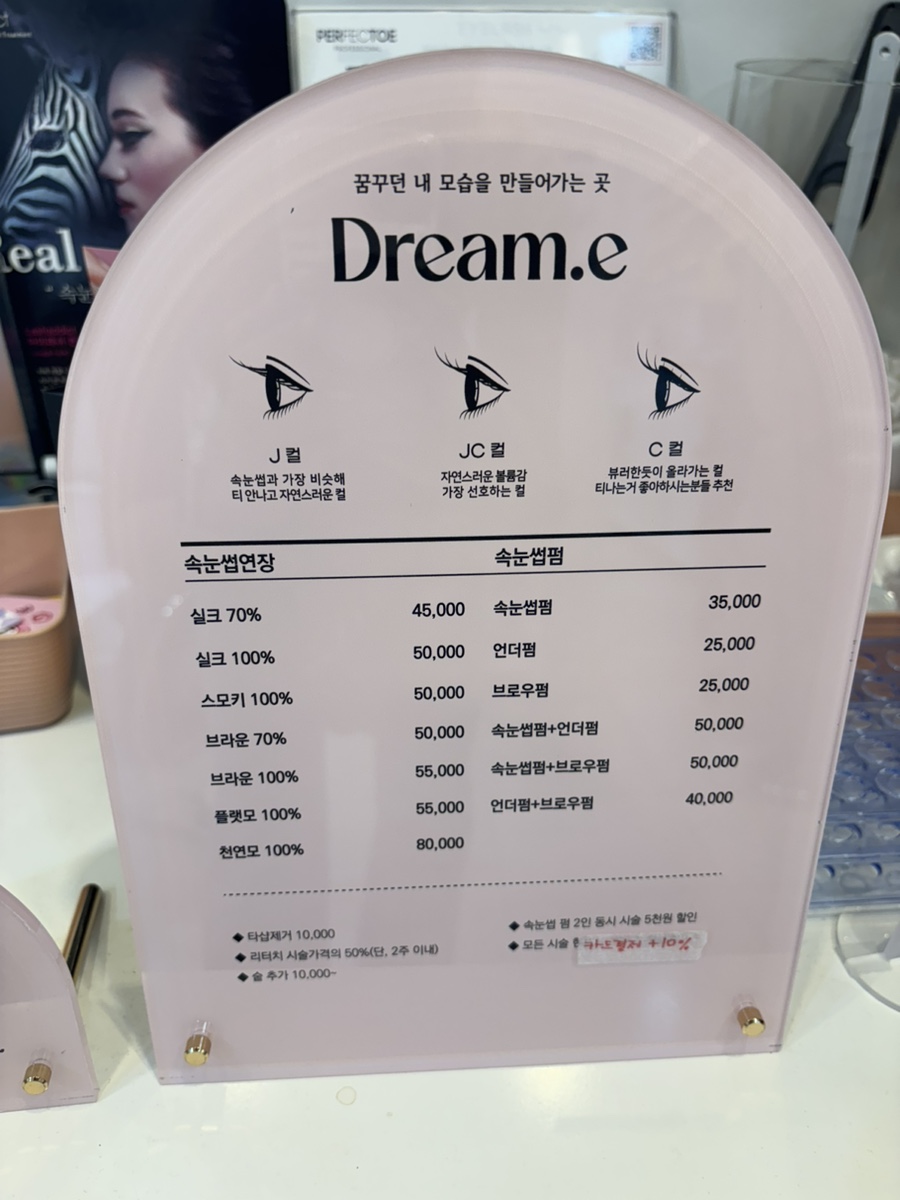 PERFECTOE
PROFESSIONAL
Real
꿈꾸던 내 모습을 만들어가는 곳
Dream.e
J 컬
속눈썹과 가장 비슷해
티 안나고 자연스러운 컬
JC 컬
자연스러운 볼륨감
가장 선호하는 컬
C 컬
뷰러한듯이 올라가는 컬
티나는거 좋아하시는분들 추천
속눈썹연장
실크 70% 45,000
실크 100% 50,000
스모키 100% 50,000
브라운 70% 50,000
브라운 100% 55,000
플랫모 100% 55,000
천연모 100% 80,000
속눈썹펌
속눈썹펌 35,000
언더펌 25,000
브로우펌 25,000
속눈썹펌+언더펌 50,000
속눈썹펌+브로우펌 50,000
언더펌+브로우펌 40,000
◆ 타샵제거 10,000
◆ 리터치 시술가격의 50%(단, 2주 이내)
◆ 숱 추가 10,000~
◆ 속눈썹 펌 2인 동시 시술 5천원 할인
◆ 모든 시술